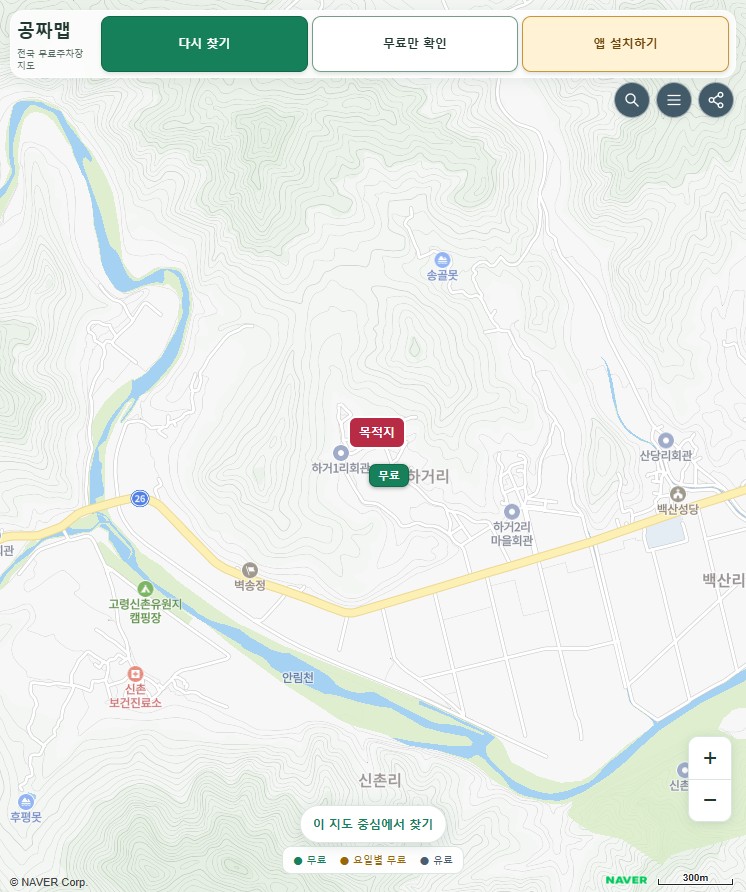 공짜맵
전국 무료주차장
지도
다시 찾기
무료만 확인
앱 설치하기
송골못
목적지
하거1리회관
무료
하거리
산당리회관
백산성당
26
하거2리
마을회관
회관
벽송정
백산리
고령신촌유원지
캠핑장
신촌
보건진료소
안림천
신촌리
신촌
+
−
후평못
이 지도 중심에서 찾기
무료
요일별 무료
유료
© NAVER Corp.
NAVER
300m